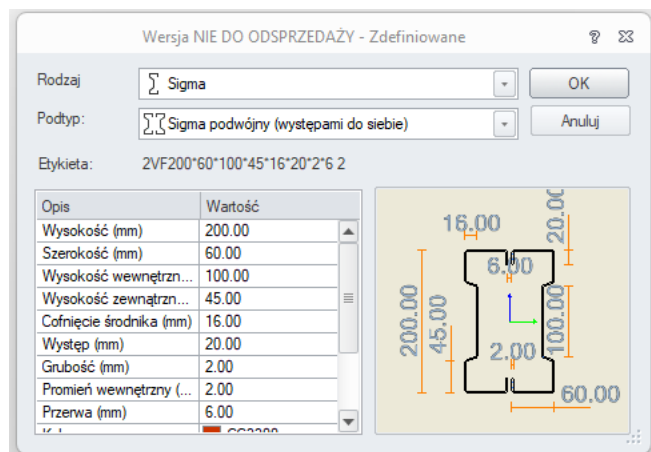 Wersja NIE DO ODSPRZEDAŻY - Zdefiniowane
Rodzaj
Sigma
OK
Podtyp:
Sigma podwójny (występami do siebie)
Anuluj
Etykieta:
2VF200*60*100*45*16*20*2*6 2
Opis Wartość
Wysokość (mm) 200.00
Szerokość (mm) 60.00
Wysokość wewnętrzn... 100.00
Wysokość zewnątrzn... 45.00
Cofnięcie środnika (mm) 16.00
Występ (mm) 20.00
Grubość (mm) 2.00
Promień wewnętrzny (... 2.00
Przerwa (mm) 6.00
16.00
20.00
6.00
200.00
45.00
100.00
2.00
60.00